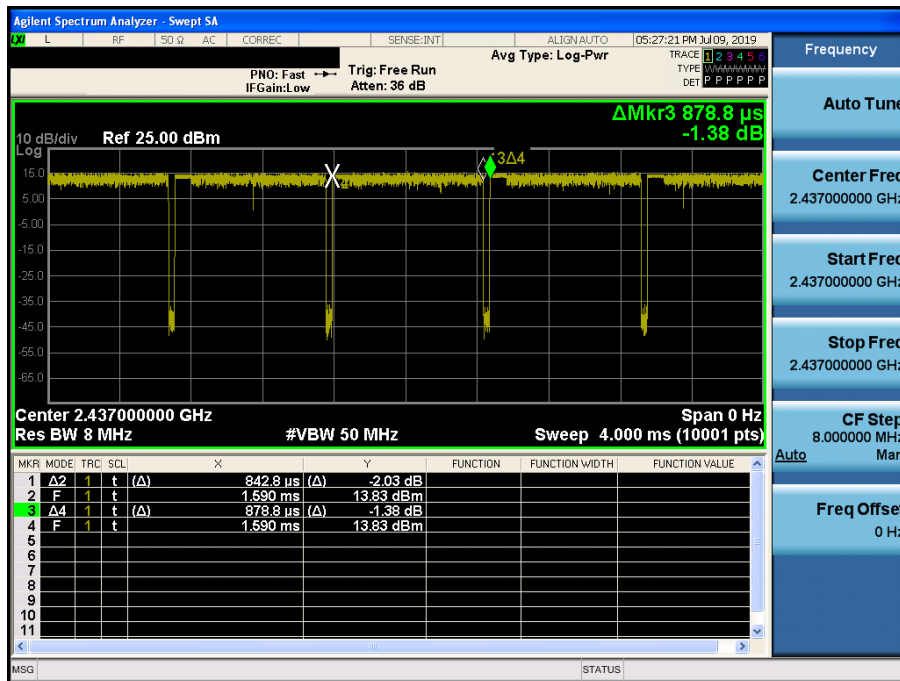 Agilent Spectrum Analyzer - Swept SA
LXI L RF 50 Ω AC CORREC SENSE:INT ALIGN AUTO 05:27:21 PM Jul 09, 2019
Avg Type: Log-Pwr TRACE 1 2 3 4 5 6
PNO: Fast Trig: Free Run TYPE WWWWWW
IFGain:Low Atten: 36 dB DET P P P P P P
ΔMkr3 878.8 µs
10 dB/div Ref 25.00 dBm -1.38 dB
Log
3Δ4
15.0
5.00
-5.00
-15.0
-25.0
-35.0
-45.0
-55.0
-65.0
Center 2.437000000 GHz Span 0 Hz
Res BW 8 MHz #VBW 50 MHz Sweep 4.000 ms (10001 pts)
MKR MODE TRC SCL X Y FUNCTION FUNCTION WIDTH FUNCTION VALUE
1 Δ2 1 t (Δ) 842.8 µs (Δ) -2.03 dB
2 F 1 t 1.590 ms 13.83 dBm
3 Δ4 1 t (Δ) 878.8 µs (Δ) -1.38 dB
4 F 1 t 1.590 ms 13.83 dBm
5
6
7
8
9
10
11
MSG STATUS
Frequency
Auto Tune
Center Freq
2.437000000 GHz
Start Freq
2.437000000 GHz
Stop Freq
2.437000000 GHz
CF Step
8.000000 MHz
Auto Man
Freq Offset
0 Hz